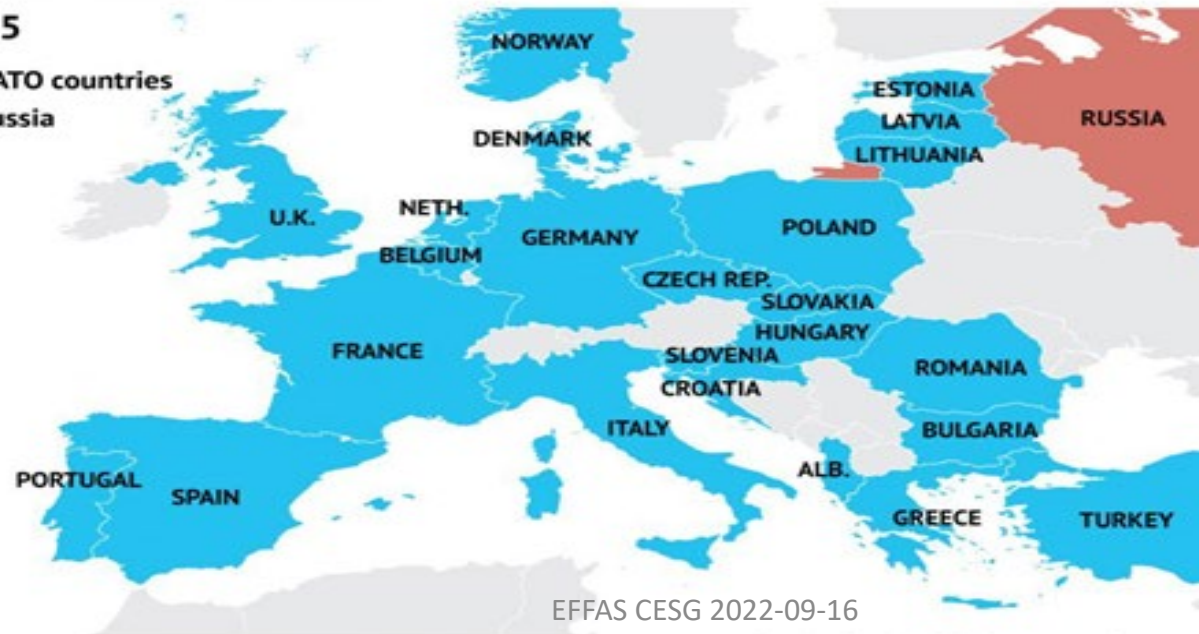 5
ATO countries
ussia
NORWAY
ESTONIA
LATVIA
LITHUANIA
RUSSIA
DENMARK
NETH.
U.K.
BELGIUM
GERMANY
POLAND
CZECH REP.
SLOVAKIA
HUNGARY
FRANCE
SLOVENIA
CROATIA
ROMANIA
ITALY
BULGARIA
ALB.
PORTUGAL
SPAIN
GREECE
TURKEY
EFFAS CESG 2022-09-16